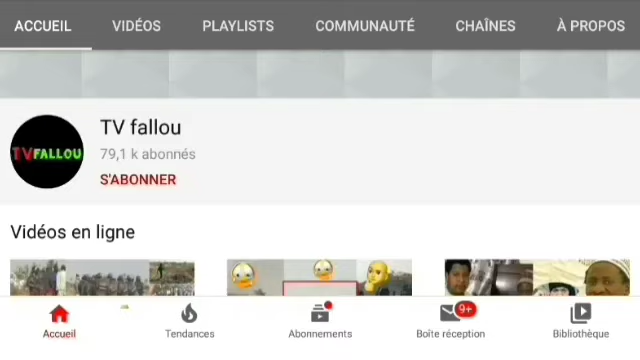 ACCUEIL VIDÉOS PLAYLISTS COMMUNAUTÉ CHAÎNES À PROPOS
TVFALLOU
TV fallou
79,1 k abonnés
S'ABONNER
Vidéos en ligne
9+
Accueil Tendances Abonnements Boîte réception Bibliothèque